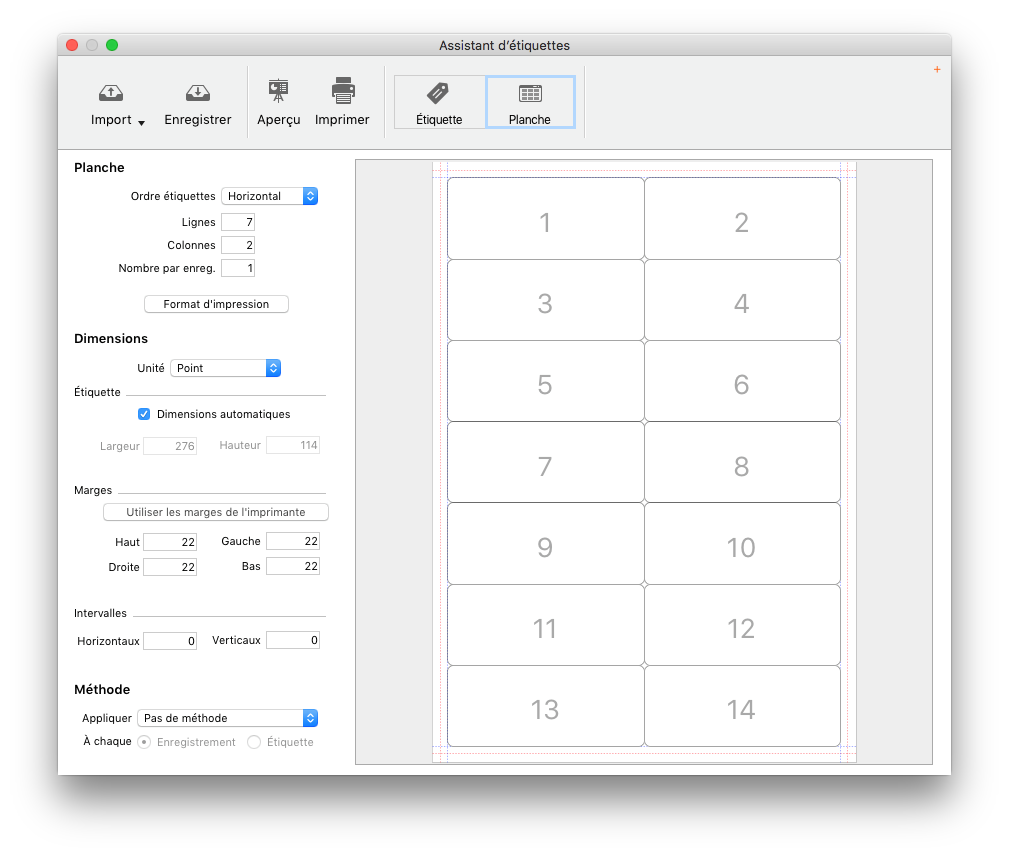 Assistant d'étiquettes
Import
Enregistrer
Aperçu
Imprimer
Étiquette
Planche
+
Planche
Ordre étiquettes Horizontal
Lignes 7
Colonnes 2
Nombre par enreg. 1
Format d'impression
Dimensions
Unité Point
Étiquette
Dimensions automatiques
Largeur 276 Hauteur 114
Marges
Utiliser les marges de l'imprimante
Haut 22 Gauche 22
Droite 22 Bas 22
Intervalles
Horizontaux 0 Verticaux 0
Méthode
Appliquer Pas de méthode
À chaque Enregistrement Étiquette
1 2
3 4
5 6
7 8
9 10
11 12
13 14